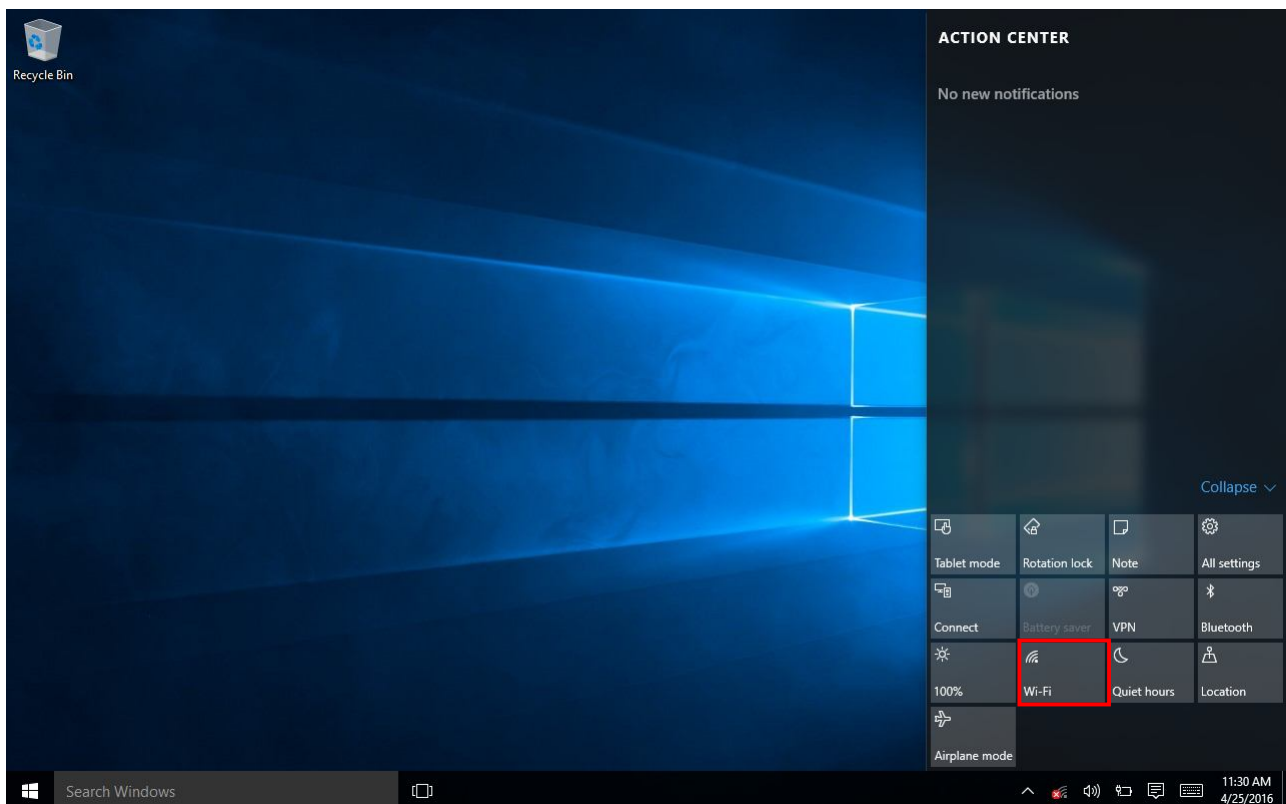 Recycle Bin
ACTION CENTER
No new notifications
Collapse
Tablet mode
Rotation lock
Note
All settings
Connect
Battery saver
VPN
Bluetooth
100%
Wi-Fi
Quiet hours
Location
Airplane mode
Search Windows
11:30 AM
4/25/2016